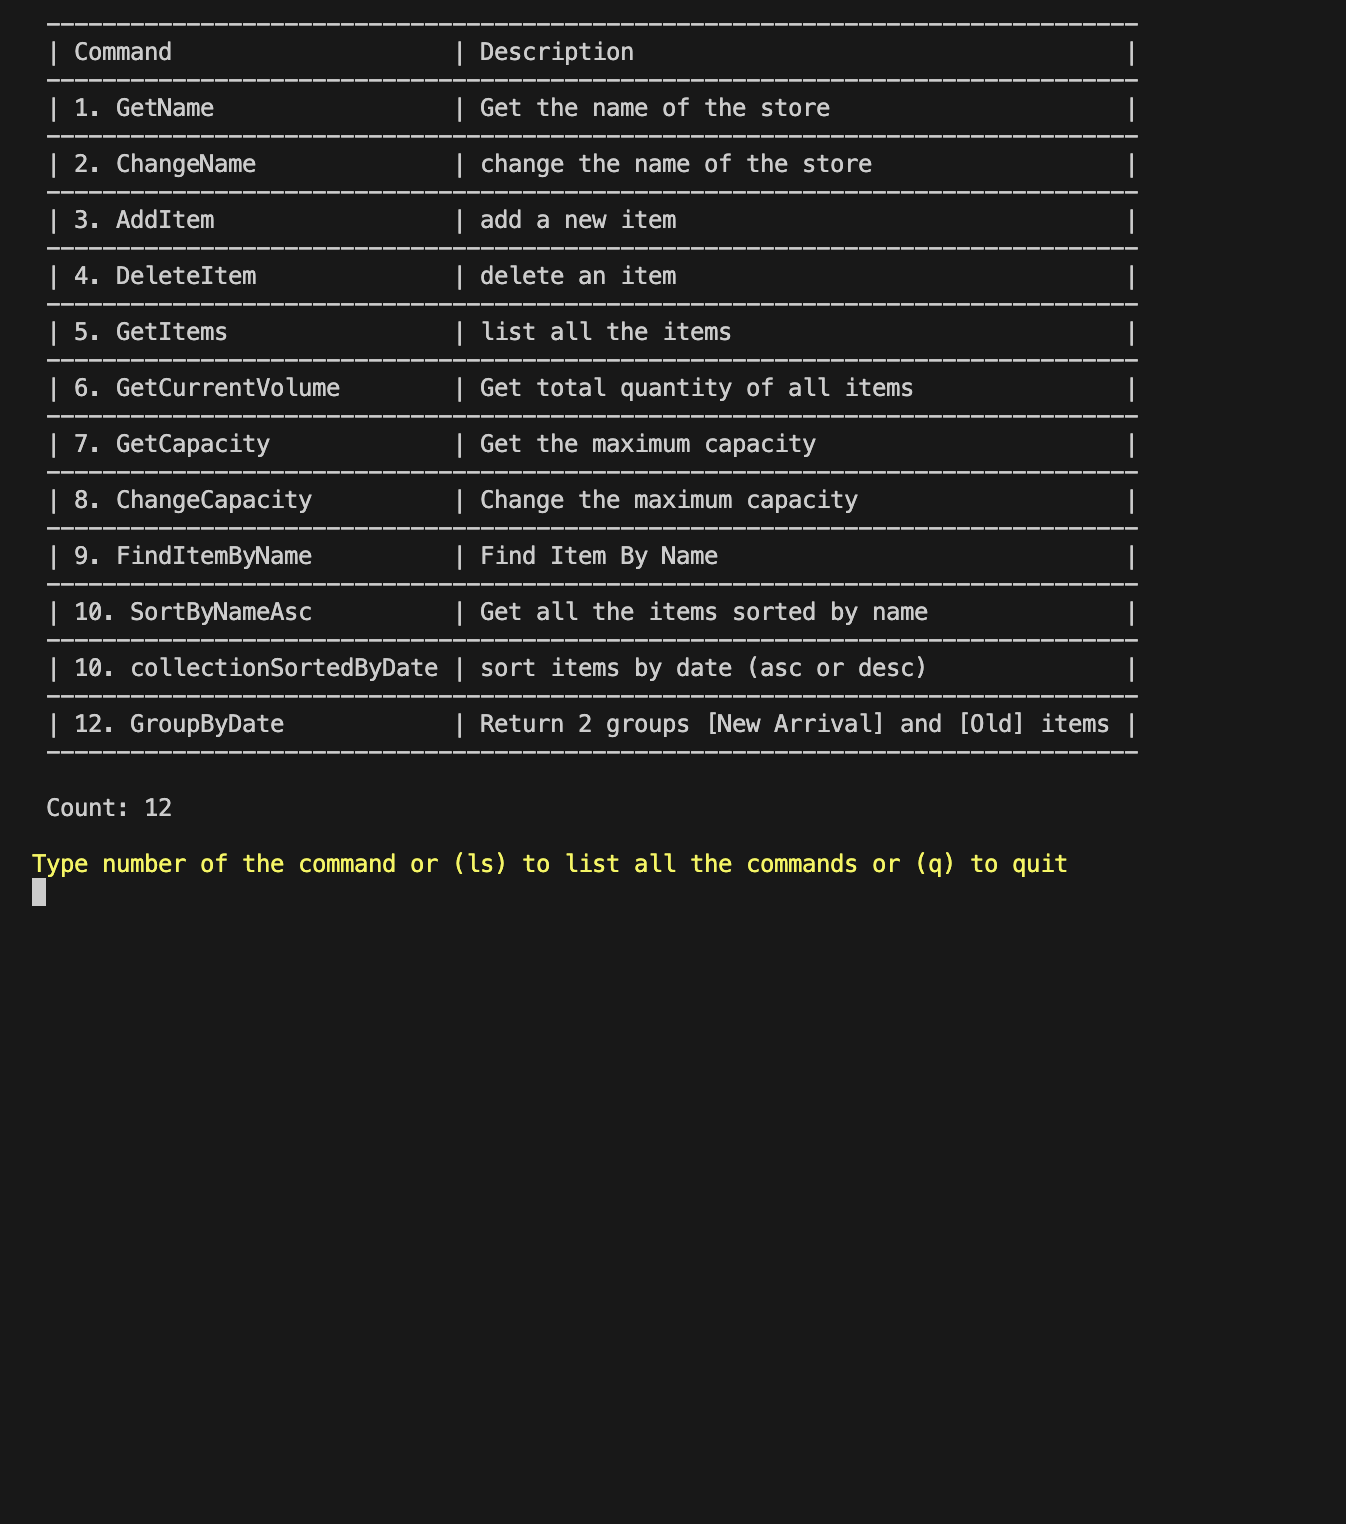 | Command | Description |
| 1. GetName | Get the name of the store |
| 2. ChangeName | change the name of the store |
| 3. AddItem | add a new item |
| 4. DeleteItem | delete an item |
| 5. GetItems | list all the items |
| 6. GetCurrentVolume | Get total quantity of all items |
| 7. GetCapacity | Get the maximum capacity |
| 8. ChangeCapacity | Change the maximum capacity |
| 9. FindItemByName | Find Item By Name |
| 10. SortByNameAsc | Get all the items sorted by name |
| 10. collectionSortedByDate | sort items by date (asc or desc) |
| 12. GroupByDate | Return 2 groups [New Arrival] and [Old] items |
Count: 12
Type number of the command or (ls) to list all the commands or (q) to quit